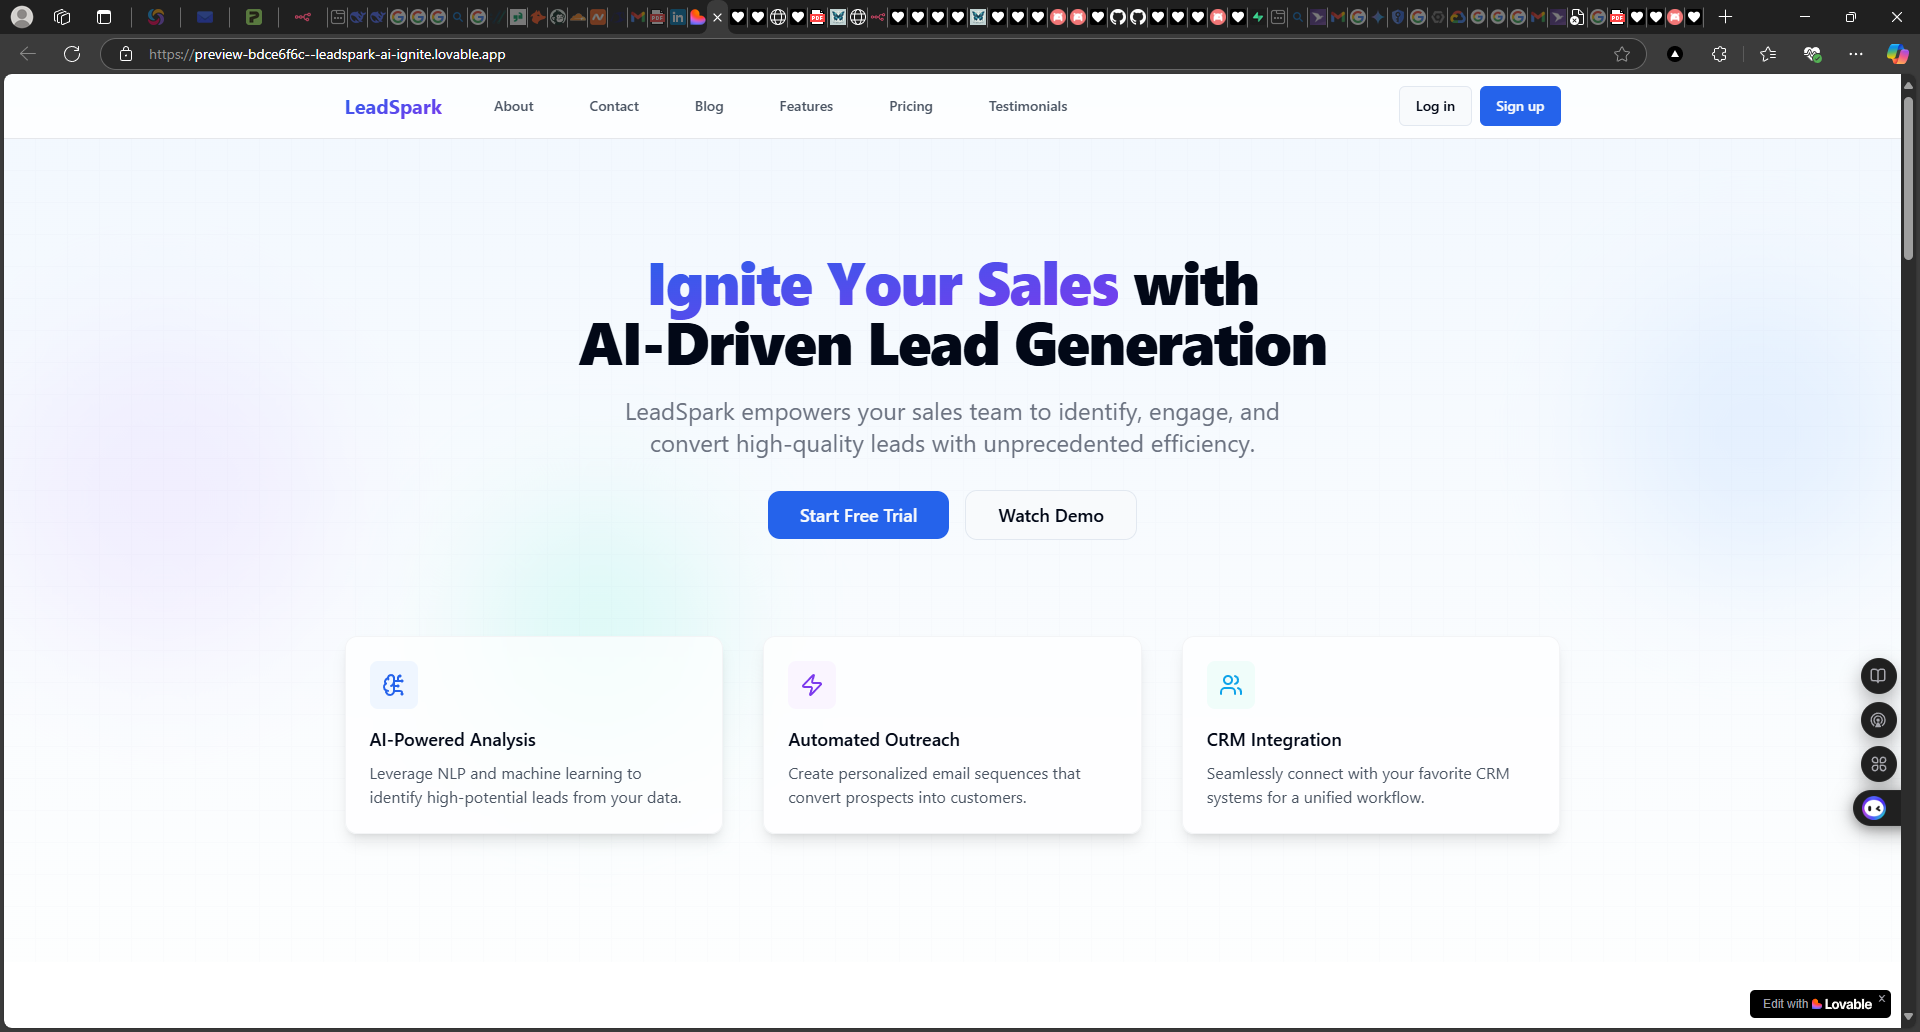 https://preview-bdce6f6c--leadspark-ai-ignite.lovable.app
LeadSpark
About
Contact
Blog
Features
Pricing
Testimonials
Log in
Sign up
Ignite Your Sales with
AI-Driven Lead Generation
LeadSpark empowers your sales team to identify, engage, and
convert high-quality leads with unprecedented efficiency.
Start Free Trial
Watch Demo
AI-Powered Analysis
Leverage NLP and machine learning to
identify high-potential leads from your data.
Automated Outreach
Create personalized email sequences that
convert prospects into customers.
CRM Integration
Seamlessly connect with your favorite CRM
systems for a unified workflow.
Edit with Lovable